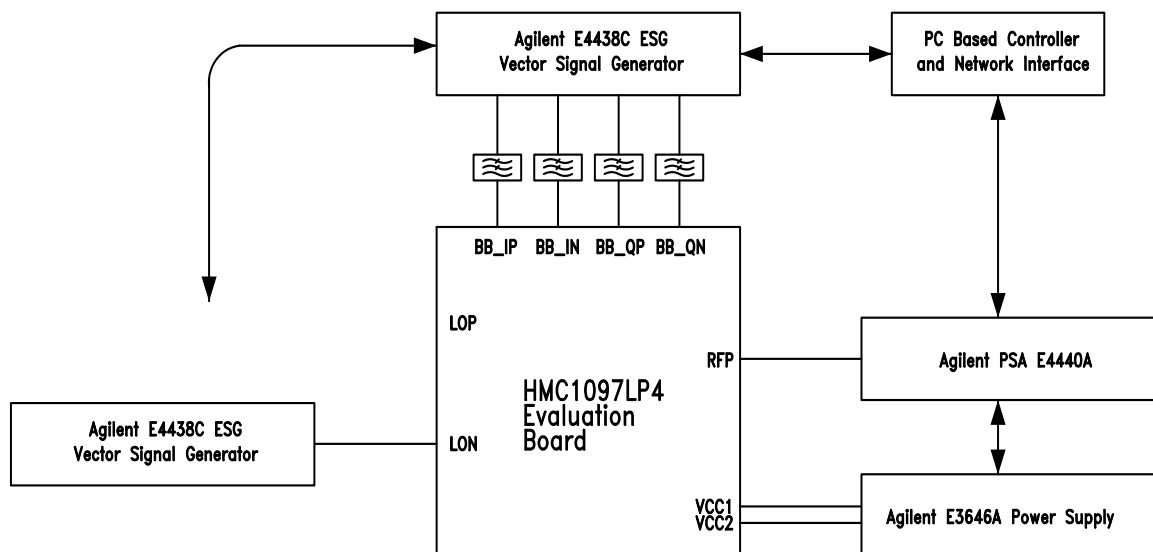 Agilent E4438C ESG
Vector Signal Generator
PC Based Controller
and Network Interface
BB_IP BB_IN BB_QP BB_QN
LOP
RFP
Agilent PSA E4440A
HMC1097LP4
Evaluation
Board
Agilent E4438C ESG
Vector Signal Generator
LON
VCC1
VCC2
Agilent E3646A Power Supply